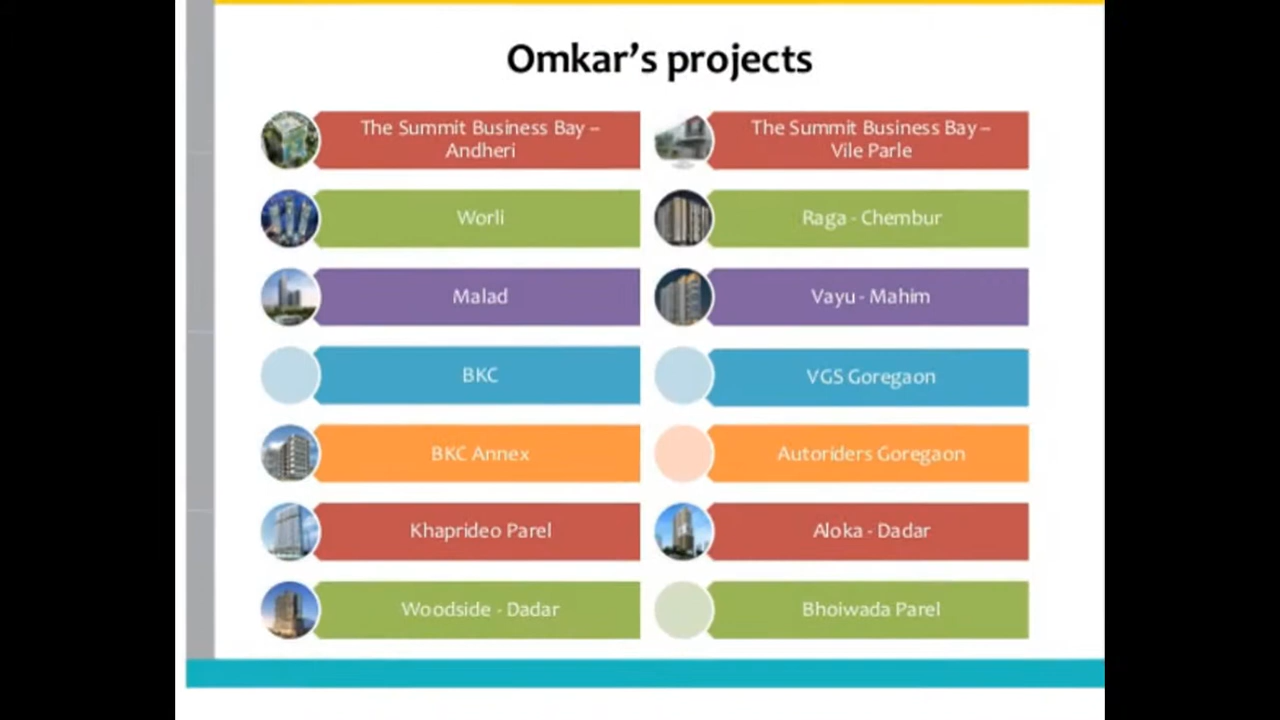 Omkar’s projects
The Summit Business Bay –
Andheri
The Summit Business Bay –
Vile Parle
Worli
Raga - Chembur
Malad
Vayu - Mahim
BKC
VGS Goregaon
BKC Annex
Autoriders Goregaon
Khaprideo Parel
Aloka - Dadar
Woodside - Dadar
Bhoiwada Parel